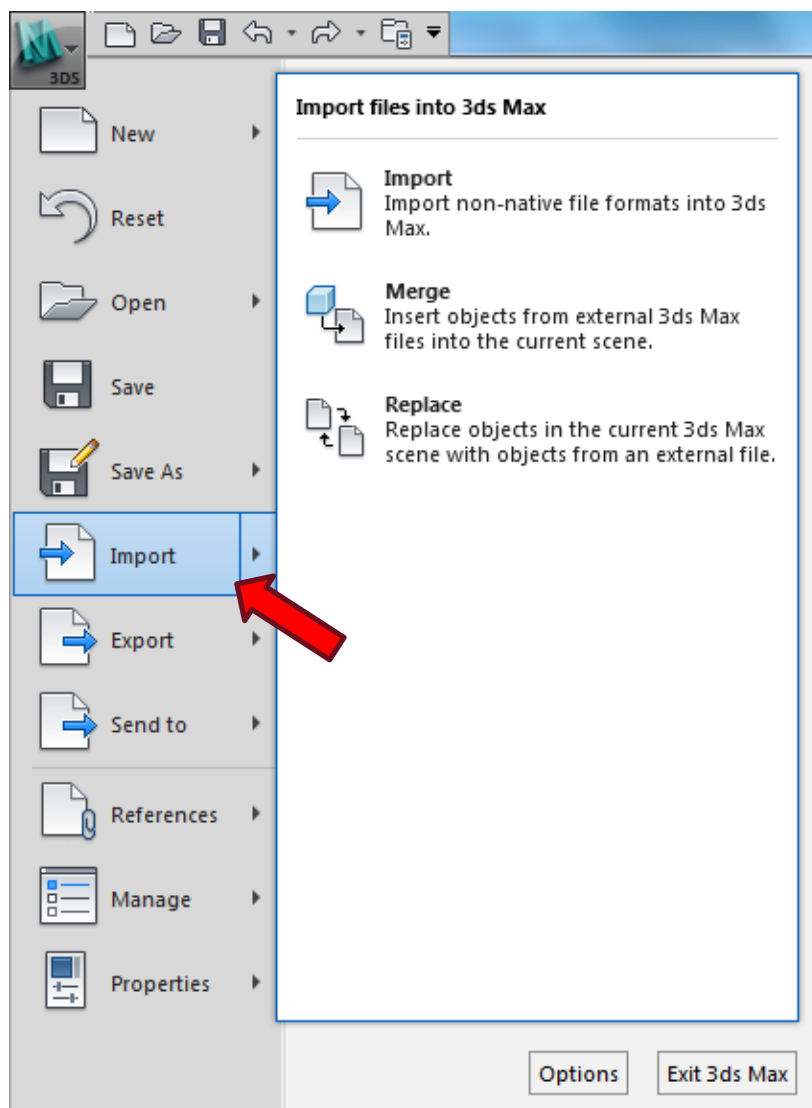 3DS
New
Reset
Open
Save
Save As
Import
Export
Send to
References
Manage
Properties
Import files into 3ds Max
Import
Import non-native file formats into 3ds
Max.
Merge
Insert objects from external 3ds Max
files into the current scene.
Replace
Replace objects in the current 3ds Max
scene with objects from an external file.
Options
Exit 3ds Max